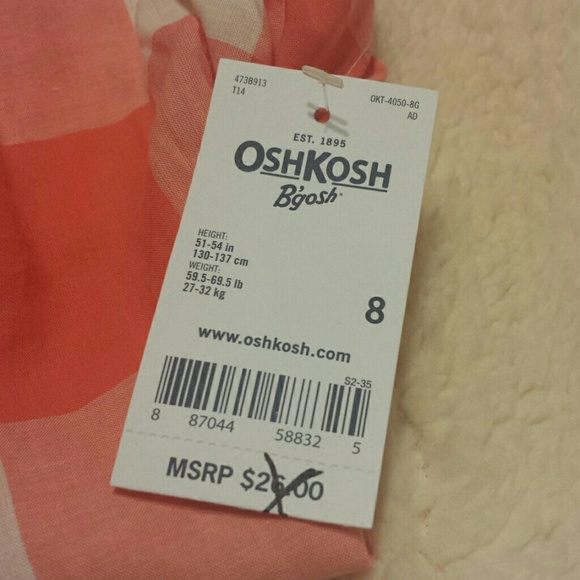 473B913
T14
OKT-4050-8G
AD
EST. 1895
OSHKOSH
B'gosh
HEIGHT:
51-54 in
130-137 cm
WEIGHT:
59.5-69.5 lb
27-32 kg
8
www.oshkosh.com
S2-35
8 87044 58832 5
MSRP $26.00